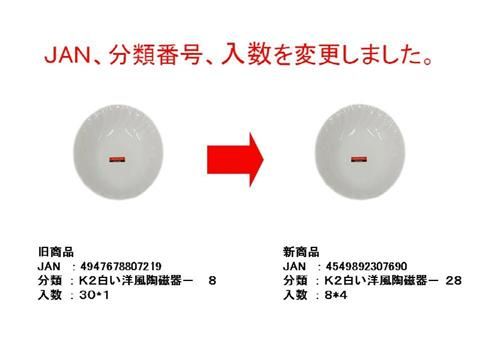 JAN、分類番号、入数を変更しました。
旧商品
JAN ：4947678807219
分類 ：K2白い洋風陶磁器ー 8
入数 ：30*1
新商品
JAN ：4549892307690
分類 ：K2白い洋風陶磁器ー 28
入数 ：8*4